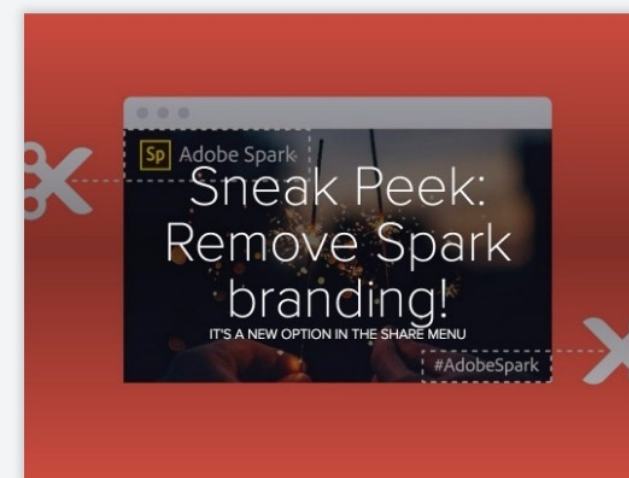 Sp Adobe Spark
Sneak Peek:
Remove Spark
branding!
IT'S A NEW OPTION IN THE SHARE MENU
#AdobeSpark